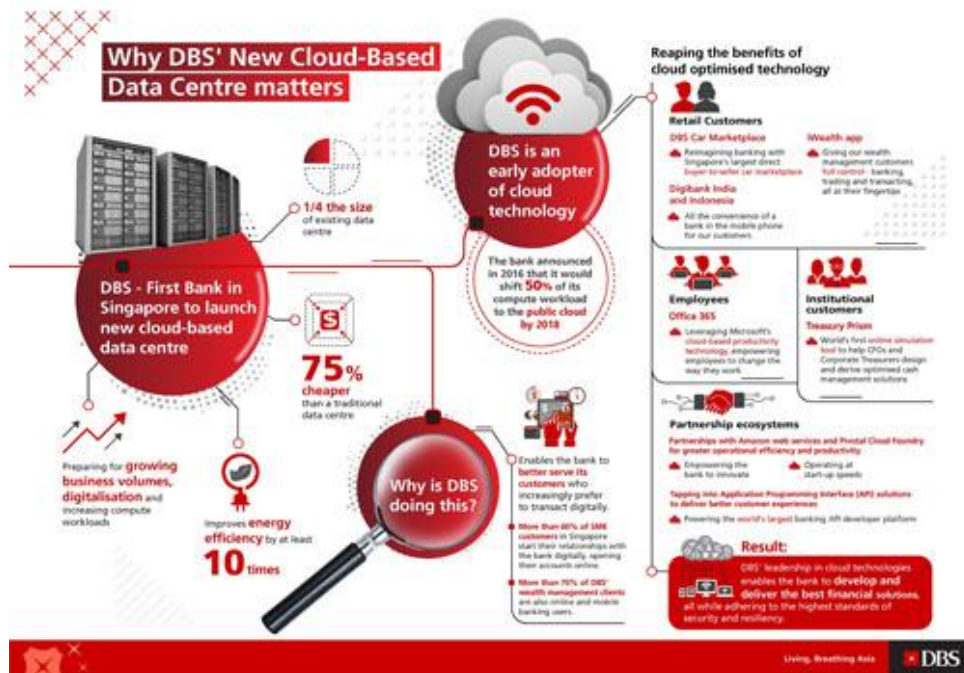 Why DBS' New Cloud-Based
Data Centre matters
1/4 the size
of existing data
centre
DBS - First Bank in
Singapore to launch
new cloud-based
data centre
S
75%
cheaper
than a traditional
data centre
Preparing for growing
business volumes,
digitalisation and
increasing compute
workloads
Improves energy
efficiency by at least
10 times
DBS is an
early adopter
of cloud
technology
The bank announced
in 2016 that it would
shift 50% of its
compute workload
to the public cloud
by 2018
Why is DBS
doing this?
Enables the bank to
better serve its
customers who
increasingly prefer
to transact digitally.
customers in Singapore
start their relationships with
the bank digitally, opening
their accounts online.
More than 70% of DBS'
wealth management clients
are also online and mobile
banking users.
Reaping the benefits of
cloud optimised technology
Retail Customers
DBS Car Marketplace
Reimagining banking with
Singapore's largest direct
buyer-to-seller car marketplace
Digibank India
and Indonesia
All the convenience of a
bank in the mobile phone
for our customers
iWealth app
Giving our wealth
management customers
full control - banking,
trading and transacting,
all at their fingertips
Employees
Office 365
Leveraging Microsoft's
cloud-based productivity
technology, empowering
employees to change the
way they work
Institutional
customers
Treasury Prism
World's first online simulation
tool to help CFOs and
Corporate Treasurers design
and derive optimised cash
management solutions
Partnership ecosystems
Partnerships with Amazon web services and Pivotal Cloud Foundry
for greater operational efficiency and productivity
Empowering the
bank to innovate
Operating at
start-up speeds
Tapping into Application Programming Interface (API) solutions
to deliver better customer experiences
Powering the world's largest banking API developer platform
Result:
DBS' leadership in cloud technologies
enables the bank to develop and
deliver the best financial solutions,
all while adhering to the highest standards of
security and resiliency.
Living, Breathing Asia
DBS